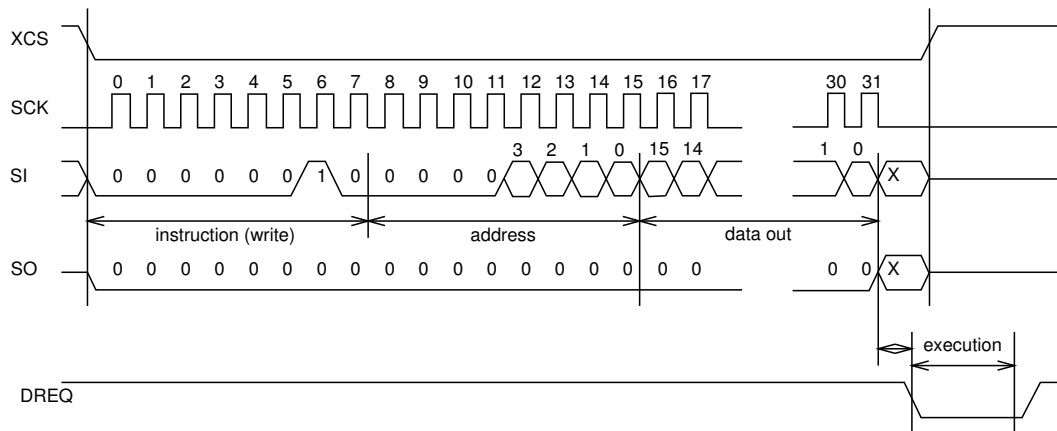 XCS
0 1 2 3 4 5 6 7 8 9 10 11 12 13 14 15 16 17 30 31
SCK
3 2 1 0 15 14 1 0
SI 0 0 0 0 0 0 1 0 0 0 0 0 X
instruction (write) address data out
SO 0 0 0 0 0 0 0 0 0 0 0 0 0 0 0 0 0 0 0 0 X
execution
DREQ